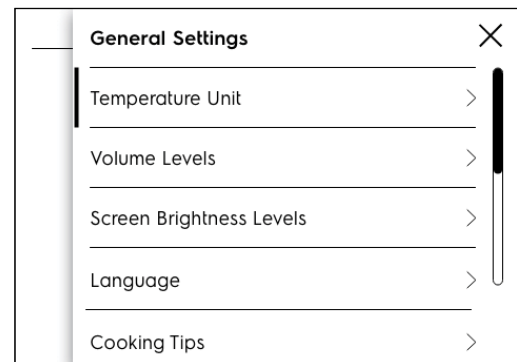 General Settings
Temperature Unit
Volume Levels
Screen Brightness Levels
Language
Cooking Tips